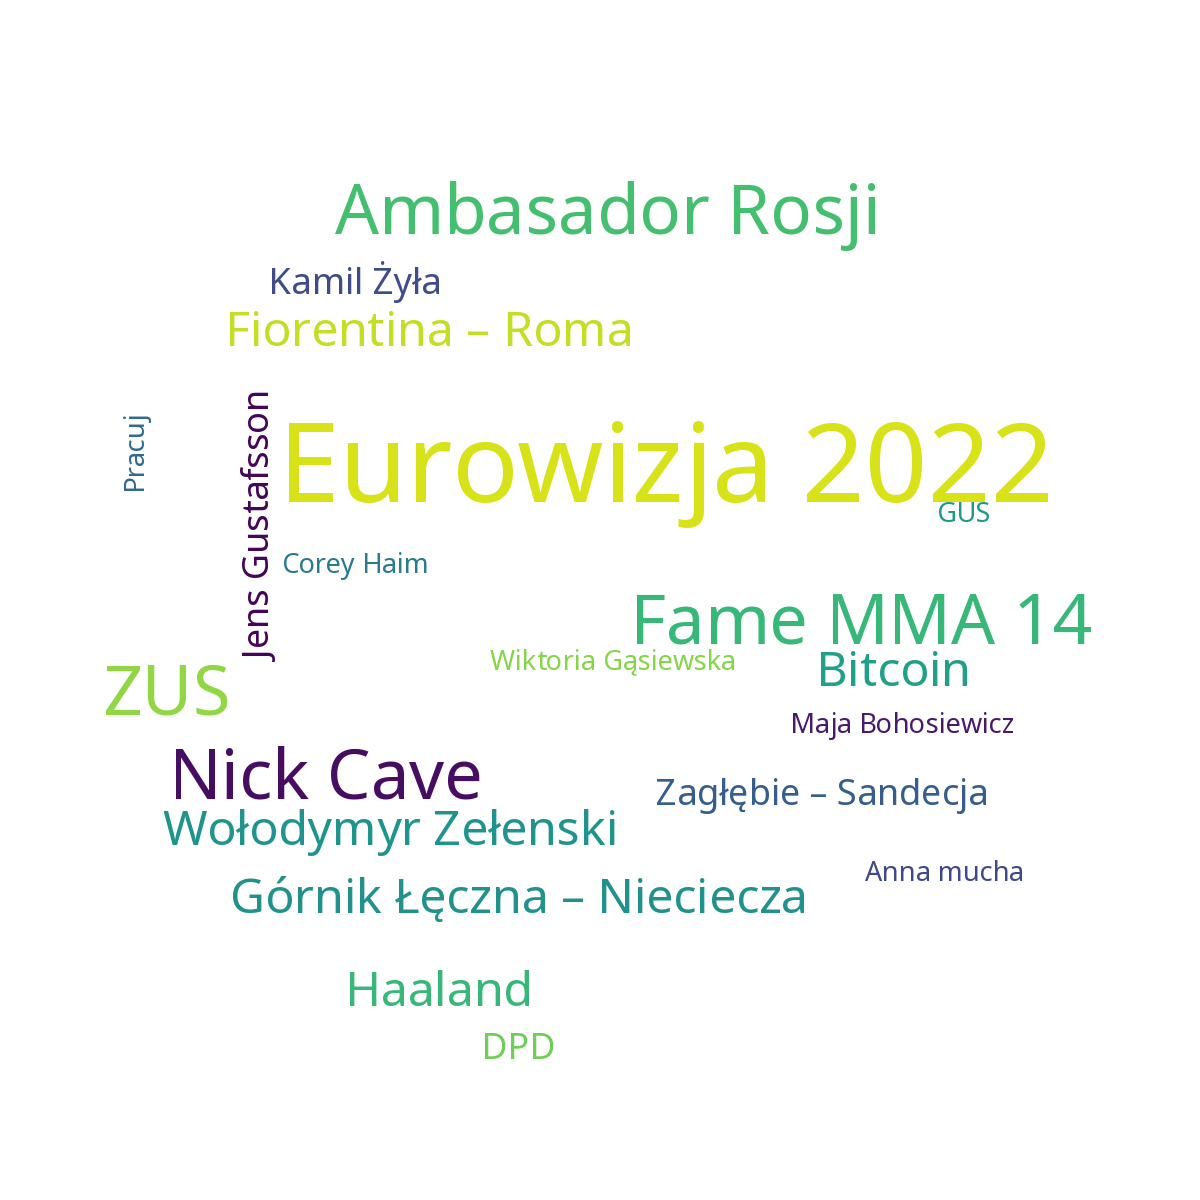 Ambasador Rosji
Kamil Żyła
Fiorentina – Roma
Pracuj
Jens Gustafsson
Eurowizja 2022
GUS
Corey Haim
Fame MMA 14
Wiktoria Gąsiewska
Bitcoin
ZUS
Maja Bohosiewicz
Nick Cave
Zagłębie – Sandecja
Wołodymyr Zełenski
Anna mucha
Górnik Łęczna – Nieciecza
Haaland
DPD